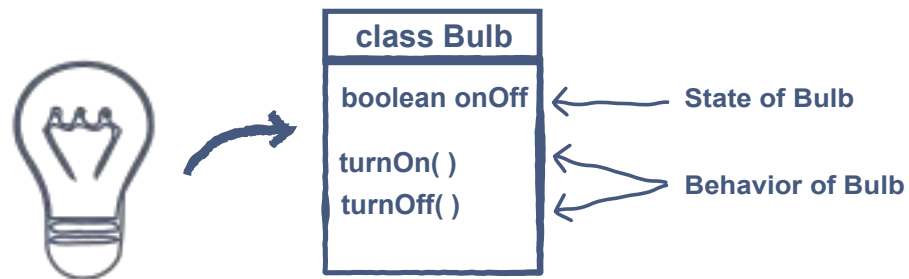 class Bulb
boolean onOff
State of Bulb
turnOn( )
turnOff( )
Behavior of Bulb